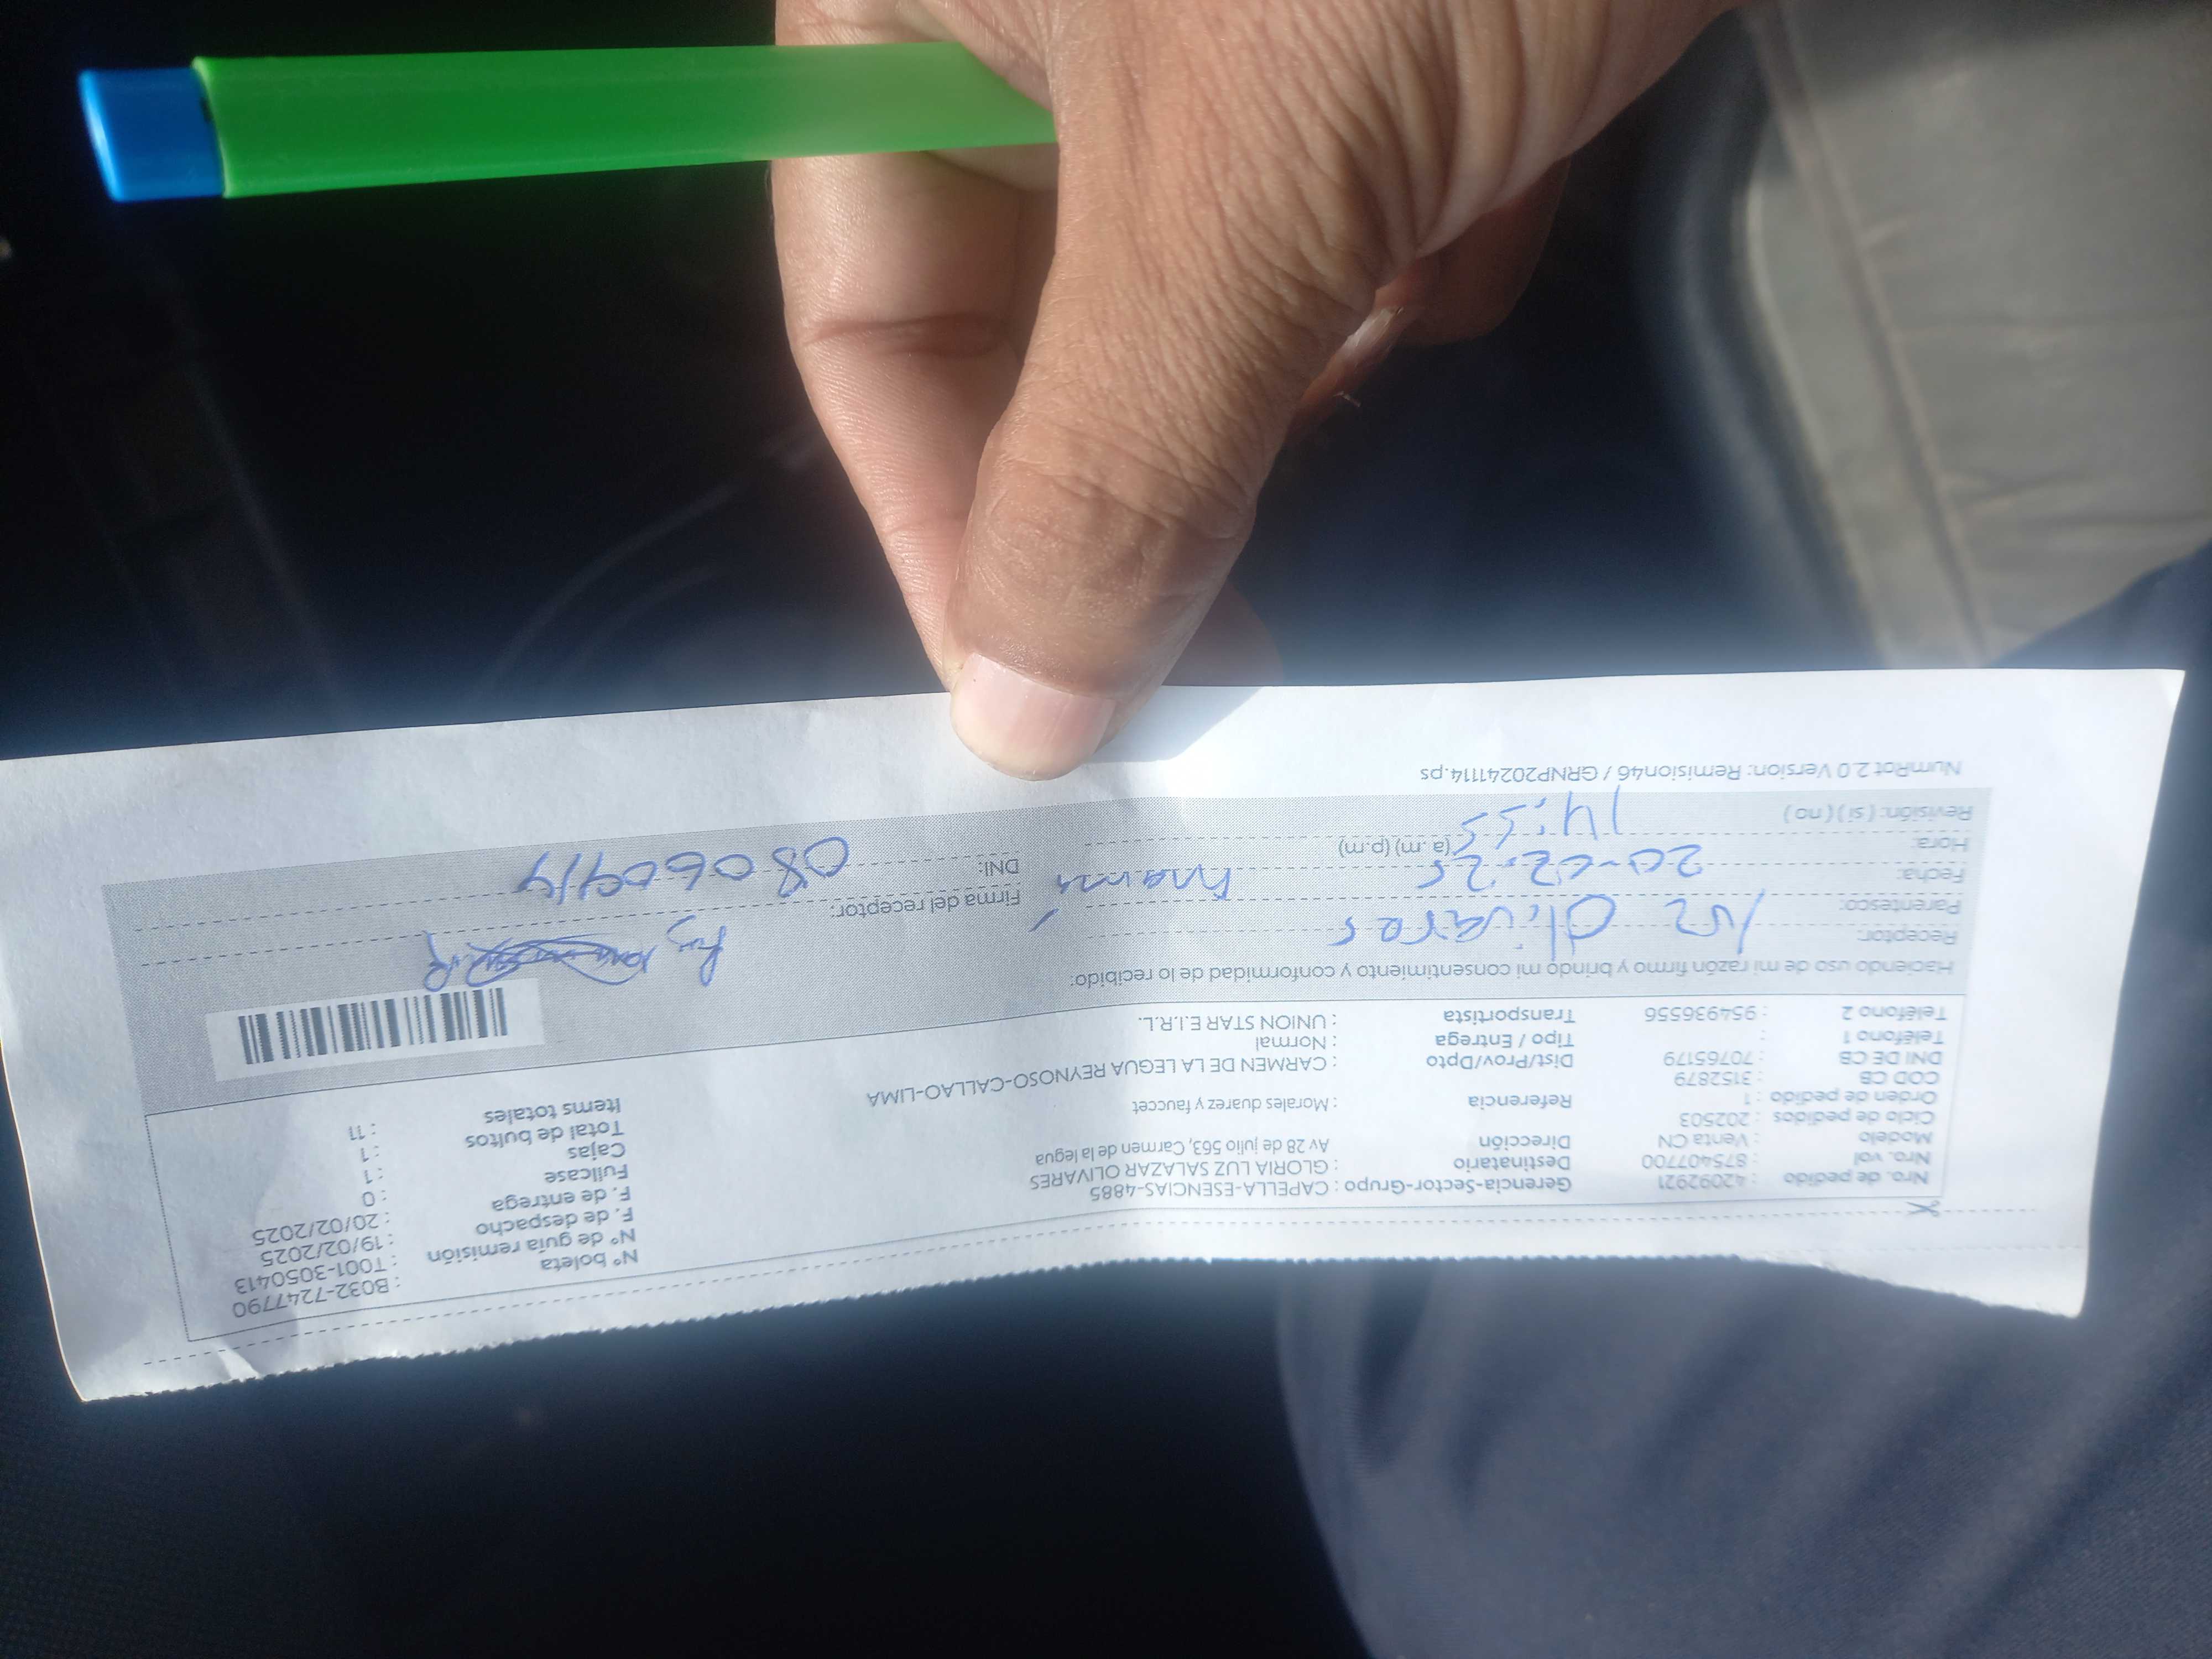 Nro. de pedido : 42092921
Nro. vol : 875407700
Modelo : Venta CN
Ciclo de pedidos : 202503
Orden de pedido : 1
COD CB : 3152879
DNI DE CB : 70765179
Teléfono 1 :
Teléfono 2 : 954936556
Gerencia-Sector-Grupo : CAPELLA-ESENCIAS-4885
Destinatario : GLORIA LUZ SALAZAR OLIVARES
Dirección Av 28 de julio 563, Carmen de la legua
Referencia : Morales duarez y fauccet
Dist/Prov/Dpto : CARMEN DE LA LEGUA REYNOSO-CALLAO-LIMA
Tipo / Entrega : Normal
Transportista : UNION STAR E.I.R.L.
N° boleta : B032-7247790
N° de guía remisión : T001-3050413
F. de despacho : 19/02/2025
F. de entrega : 20/02/2025
Fullcase : 0
Cajas : 1
Total de bultos : 1
Items totales : 11
Haciendo uso de mi razón firmo y brindo mi consentimiento y conformidad de lo recibido:
Receptor: Luz Olivares
Parentesco: Mamá
Fecha: 20-02-25
Hora: 14:55 (a.m) (p.m)
Revisión: ( si ) ( no )
Firma del receptor:
DNI: 08060414
NumRot 2.0 Version: Remision46 / GRNP20241114.ps